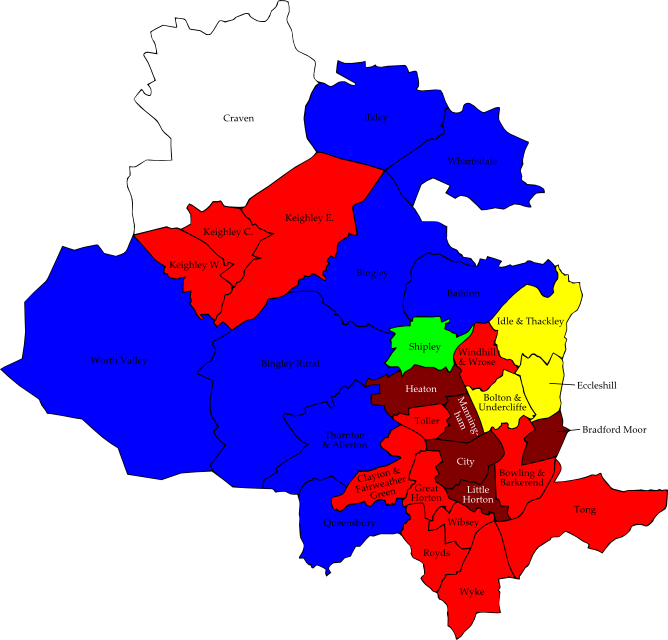 Craven
Ilkley
Wharfedale
Keighley E.
Keighley C.
Keighley W.
Bingley
Baildon
Idle & Thackley
Worth Valley
Bingley Rural
Shipley
Windhill
& Wrose
Eccleshill
Heaton
Bolton &
Undercliffe
Manning-
ham
Toller
Bradford Moor
Thornton
& Allerton
City
Clayton &
Fairweather
Green
Bowling &
Barkerend
Great
Horton
Little
Horton
Tong
Queensbury
Wibsey
Royds
Wyke